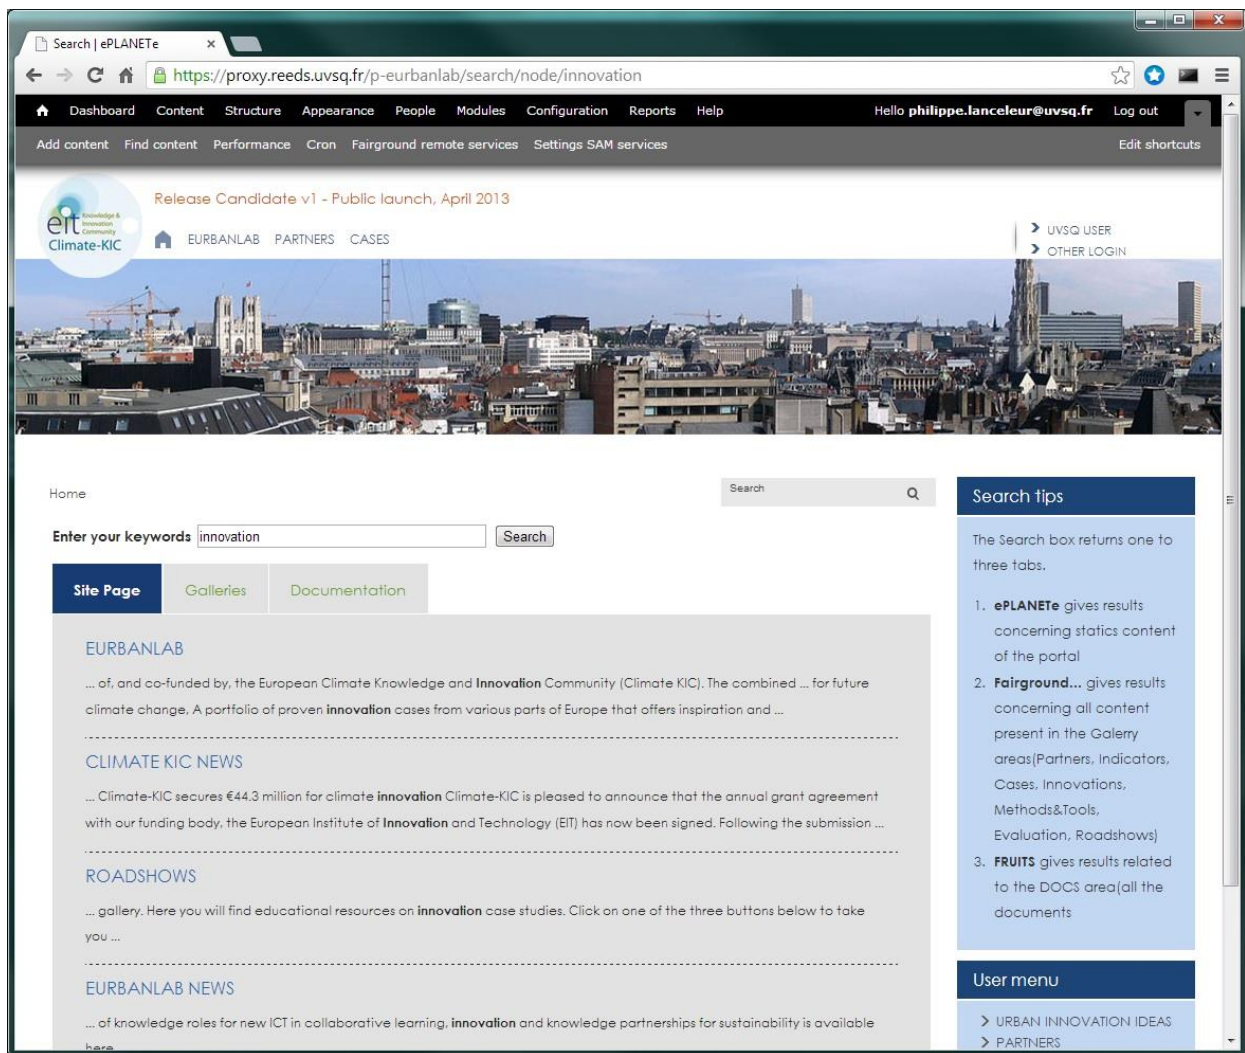 Search | ePLANETe
https://proxy.reeds.uvsq.fr/p-eurbanlab/search/node/innovation
Dashboard Content Structure Appearance People Modules Configuration Reports Help Hello philippe.lanceleur@uvsq.fr Log out
Add content Find content Performance Cron Fairground remote services Settings SAM services Edit shortcuts
Release Candidate v1 - Public launch, April 2013
eit Knowledge &
Innovation
Community
Climate-KIC
EURBANLAB PARTNERS CASES
UVSQ USER
OTHER LOGIN
Home
Search
Enter your keywords innovation Search
Site Page Galleries Documentation
EURBANLAB
... of, and co-funded by, the European Climate Knowledge and Innovation Community (Climate KIC). The combined ... for future
climate change, A portfolio of proven innovation cases from various parts of Europe that offers inspiration and ...
CLIMATE KIC NEWS
... Climate-KIC secures €44.3 million for climate innovation Climate-KIC is pleased to announce that the annual grant agreement
with our funding body, the European Institute of Innovation and Technology (EIT) has now been signed. Following the submission ...
ROADSHOWS
... gallery. Here you will find educational resources on innovation case studies. Click on one of the three buttons below to take
you ...
EURBANLAB NEWS
... of knowledge roles for new ICT in collaborative learning, innovation and knowledge partnerships for sustainability is available
here
Search tips
The Search box returns one to
three tabs.
1. ePLANETe gives results
concerning statics content
of the portal
2. Fairground... gives results
concerning all content
present in the Galerry
areas(Partners, Indicators,
Cases, Innovations,
Methods&Tools,
Evaluation, Roadshows)
3. FRUITS gives results related
to the DOCS area(all the
documents
User menu
URBAN INNOVATION IDEAS
PARTNERS